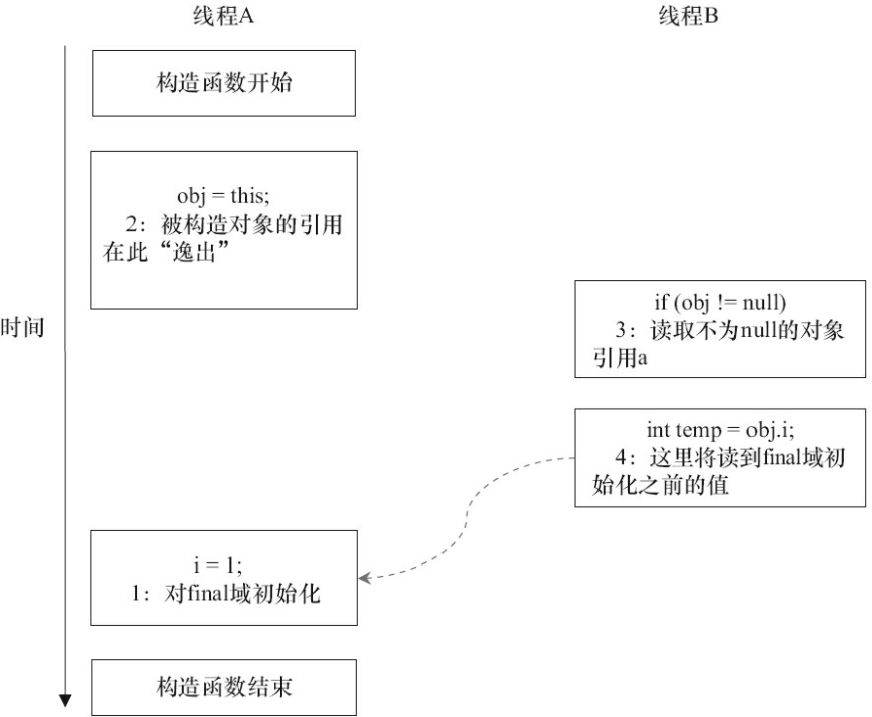 线程A
线程B
构造函数开始
obj = this;
2：被构造对象的引用
在此“逸出”
if (obj != null)
3：读取不为null的对象
引用a
时间
int temp = obj.i;
4：这里将读到final域初
始化之前的值
i = 1;
1：对final域初始化
构造函数结束